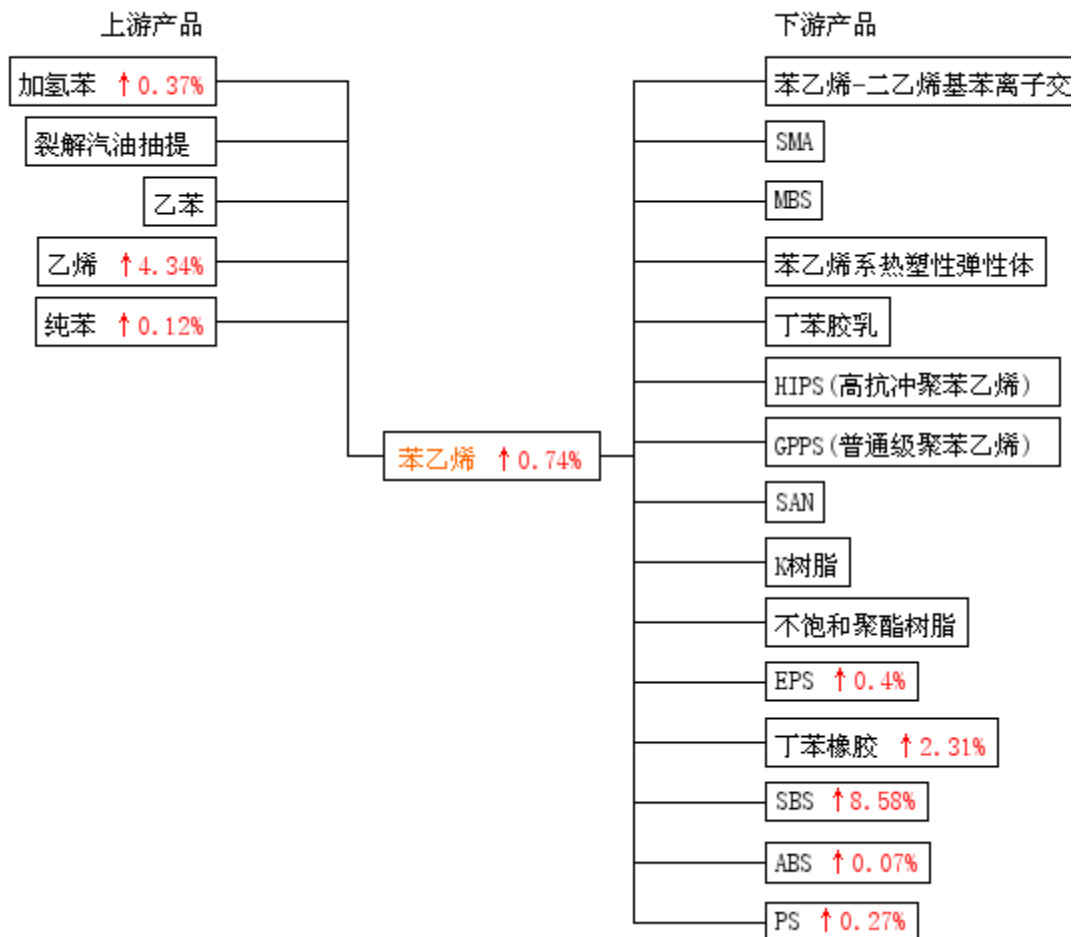 上游产品
下游产品
加氢苯 ↑0.37%
裂解汽油抽提
乙苯
乙烯 ↑4.34%
纯苯 ↑0.12%
苯乙烯 ↑0.74%
苯乙烯-二乙烯基苯离子交
SMA
MBS
苯乙烯系热塑性弹性体
丁苯胶乳
HIPS(高抗冲聚苯乙烯)
GPPS(普通级聚苯乙烯)
SAN
K树脂
不饱和聚酯树脂
EPS ↑0.4%
丁苯橡胶 ↑2.31%
SBS ↑8.58%
ABS ↑0.07%
PS ↑0.27%